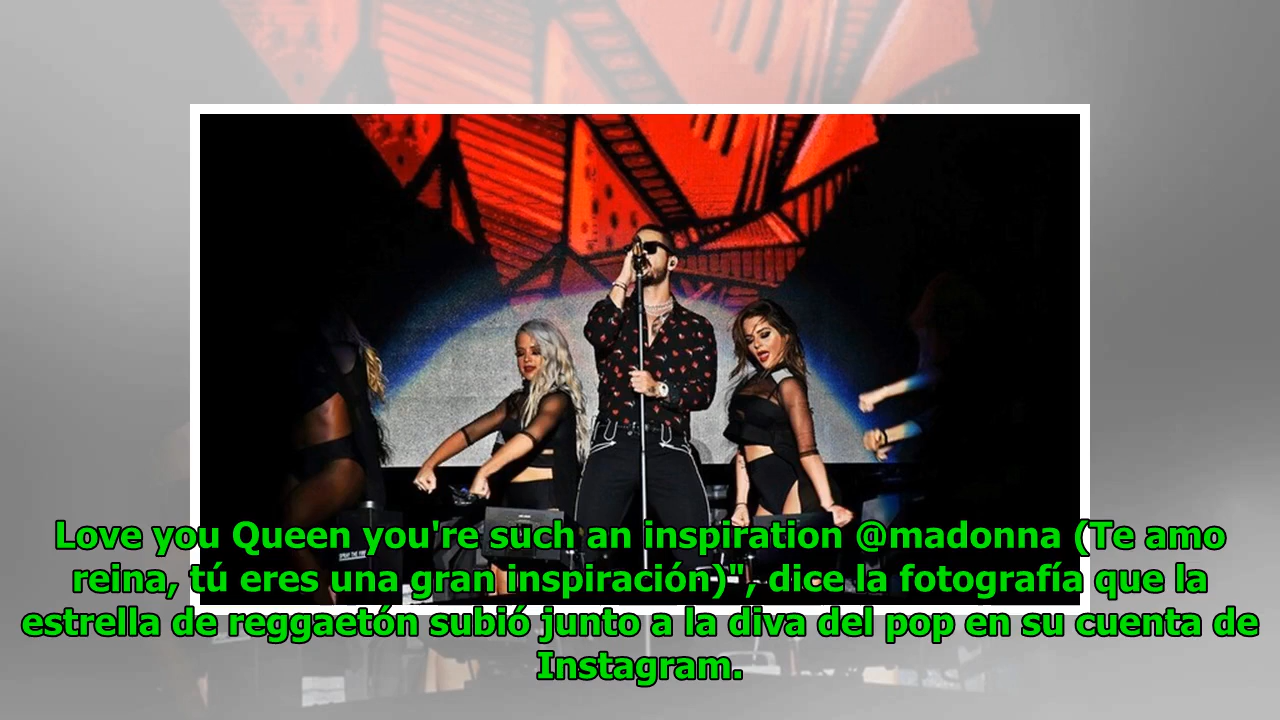 Love you Queen you're such an inspiration @madonna (Te amo
reina, tú eres una gran inspiración)", dice la fotografía que la
estrella de reggaetón subió junto a la diva del pop en su cuenta de
Instagram.